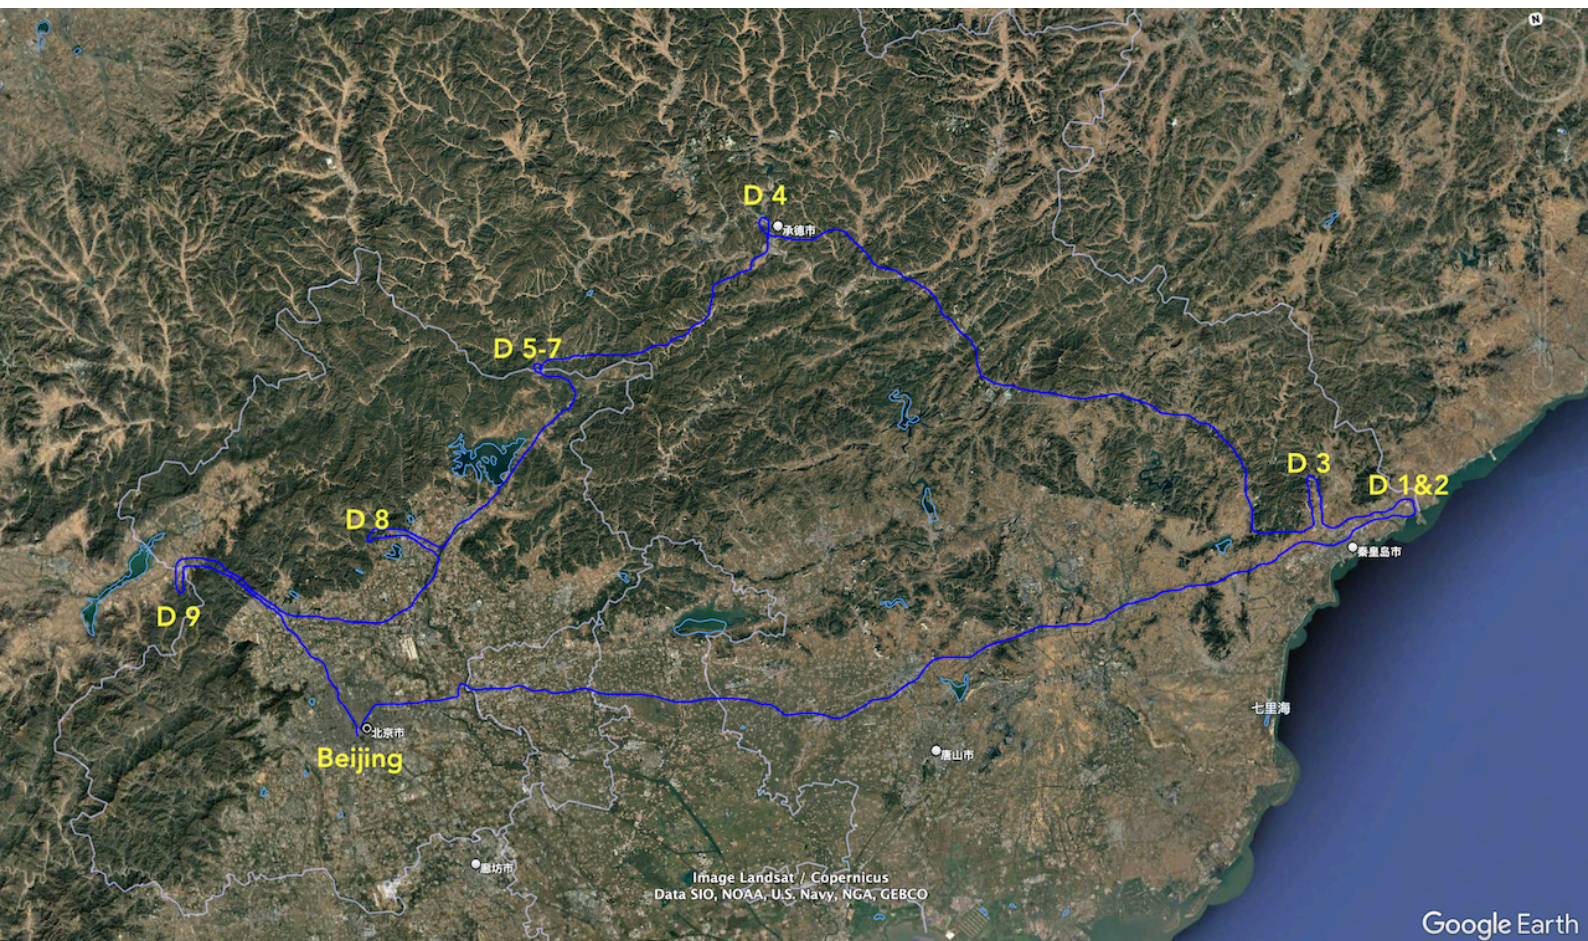 N
D 4
承德市
D 5-7
D 3
D 1&2
D 8
秦皇岛市
D 9
七里海
北京市
Beijing
唐山市
廊坊市
Image Landsat / Copernicus
Data SIO, NOAA, U.S. Navy, NGA, GEBCO
Google Earth